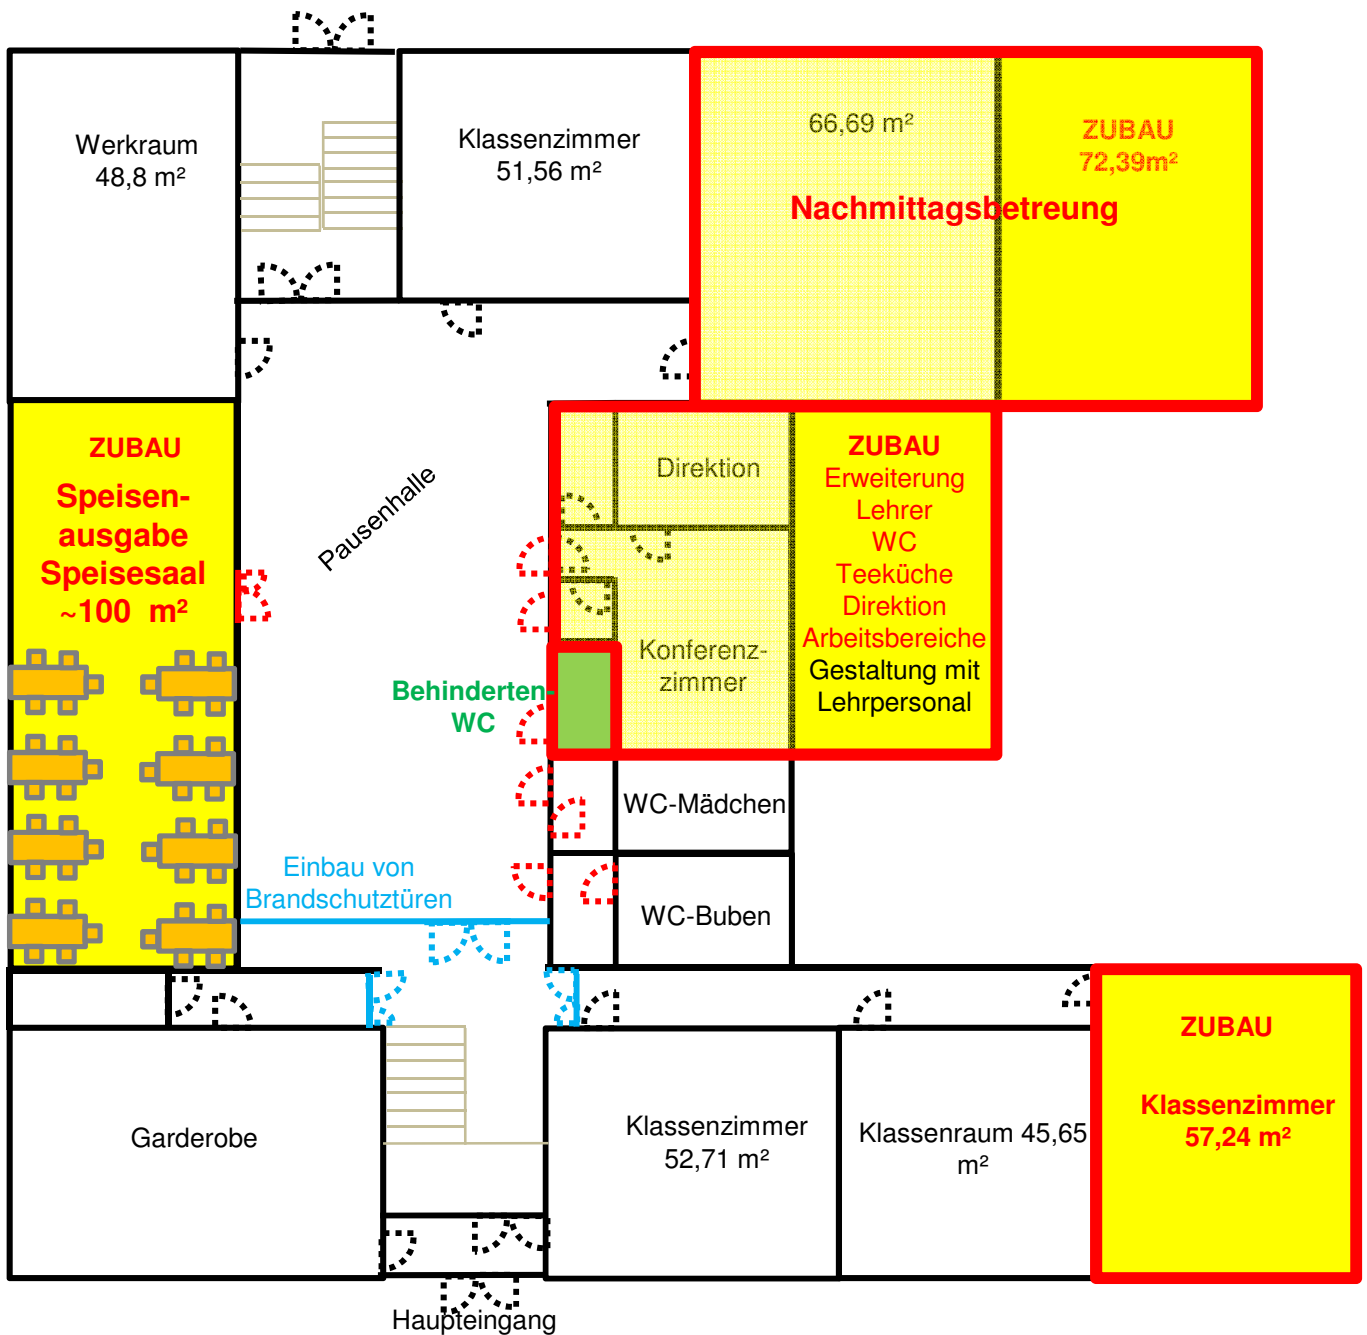 Werkraum
48,8 m²
Klassenzimmer
51,56 m²
66,69 m²
ZUBAU
72,39m²
Nachmittagsbetreung
ZUBAU
Speisen-
ausgabe
Speisesaal
~100 m²
Pausenhalle
Direktion
ZUBAU
Erweiterung
Lehrer
WC
Teeküche
Direktion
Arbeitsbereiche
Gestaltung mit
Lehrpersonal
Konferenz-
zimmer
Behinderten-
WC
WC-Mädchen
Einbau von
Brandschutztüren
WC-Buben
Garderobe
Klassenzimmer
52,71 m²
Klassenraum 45,65
m²
ZUBAU
Klassenzimmer
57,24 m²
Haupteingang